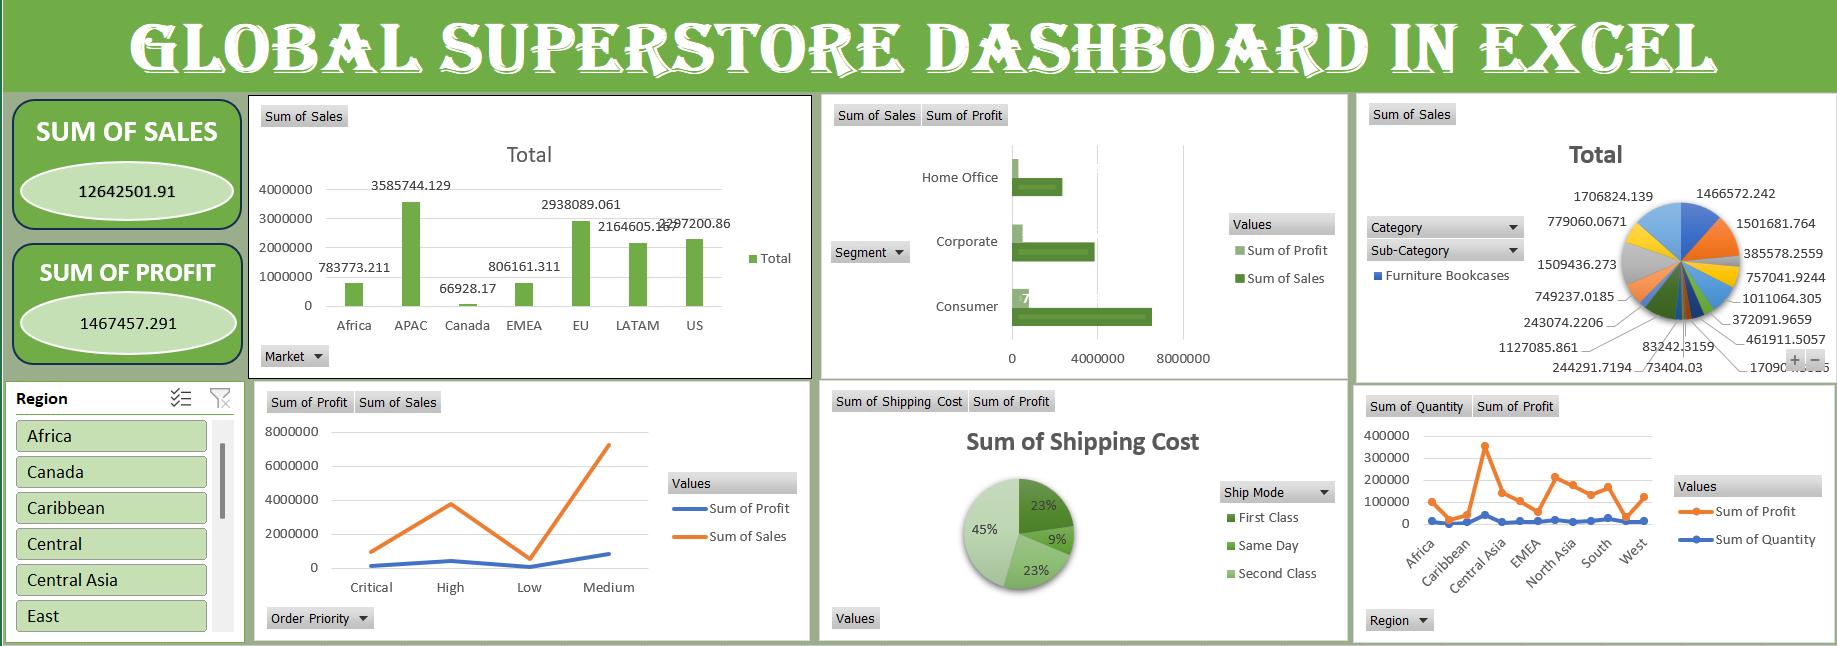 GLOBAL SUPERSTORE DASHBOARD IN EXCEL
SUM OF SALES
12642501.91
SUM OF PROFIT
1467457.291
Sum of Sales
Total
4000000
3000000
2000000
1000000
0
783773.211
3585744.129
66928.17
806161.311
2938089.061
2297200.86
Africa APAC Canada EMEA EU LATAM US
Total
Market
Sum of Sales Sum of Profit
Home Office
Corporate
Consumer
0 4000000 8000000
Segment
Values
Sum of Profit
Sum of Sales
Sum of Sales
Total
1706824.139 1466572.242
779060.0671 1501681.764
385578.2559
1509436.273 757041.9244
749237.0185 1011064.305
243074.2206 372091.9659
1127085.861 83242.3159 461911.5057
244291.7194 73404.03
Category
Sub-Category
Furniture Bookcases
Region
Africa
Canada
Caribbean
Central
Central Asia
East
Sum of Profit Sum of Sales
8000000
6000000
4000000
2000000
0
Critical High Low Medium
Values
Sum of Profit
Sum of Sales
Order Priority
Sum of Shipping Cost Sum of Profit
Sum of Shipping Cost
23%
9%
23%
45%
Ship Mode
First Class
Same Day
Second Class
Values
Sum of Quantity Sum of Profit
400000
300000
200000
100000
0
Africa Caribbean Central Asia EMEA North Asia South West
Values
Sum of Profit
Sum of Quantity
Region